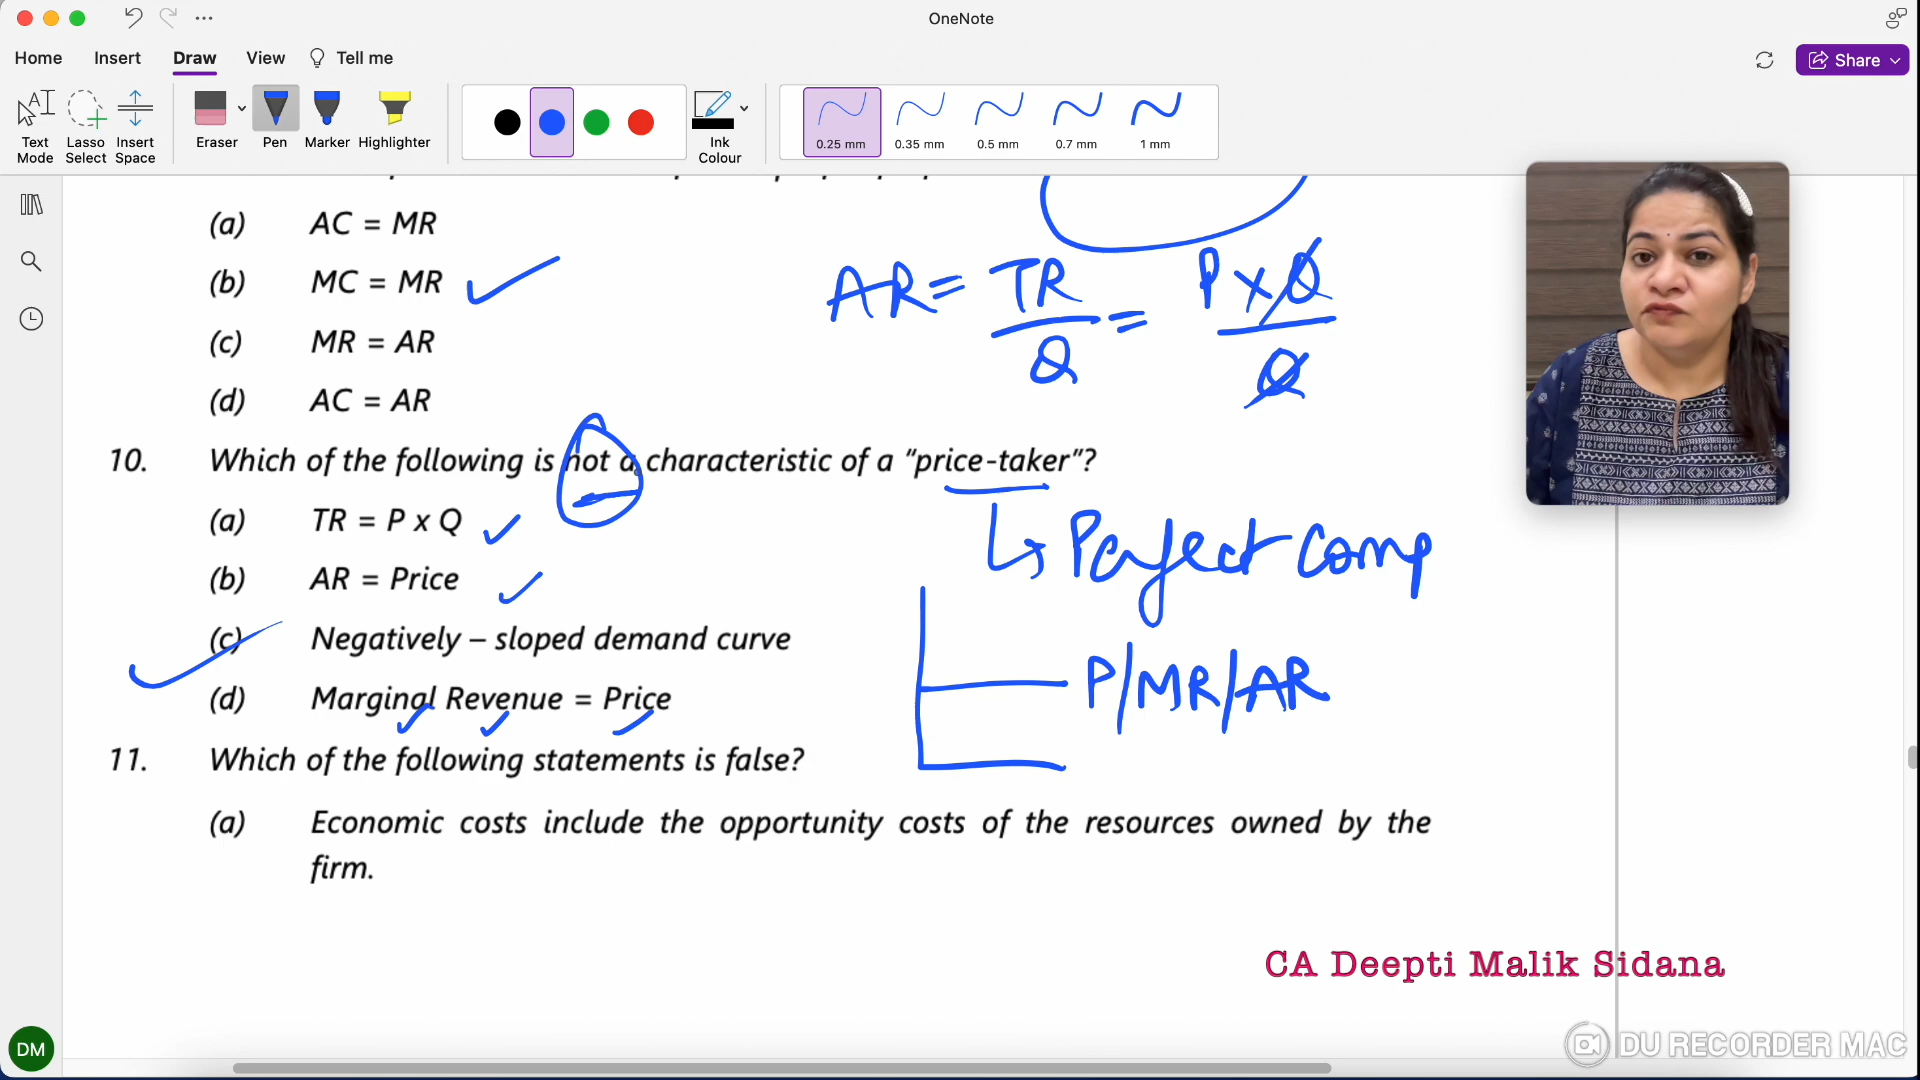 OneNote
Home Insert Draw View Tell me
Share
Text Mode
Lasso Select
Insert Space
Eraser
Pen
Marker
Highlighter
Ink Colour
0.25 mm
0.35 mm
0.5 mm
0.7 mm
1 mm
(a) AC = MR
(b) MC = MR
(c) MR = AR
(d) AC = AR
AR = TR / Q = P x Q / Q
10. Which of the following is not a characteristic of a “price-taker”?
(a) TR = P x Q
(b) AR = Price
(c) Negatively – sloped demand curve
(d) Marginal Revenue = Price
Perfect Comp
P/MR/AR
11. Which of the following statements is false?
(a) Economic costs include the opportunity costs of the resources owned by the
firm.
CA Deepti Malik Sidana
DM
DU RECORDER MAC